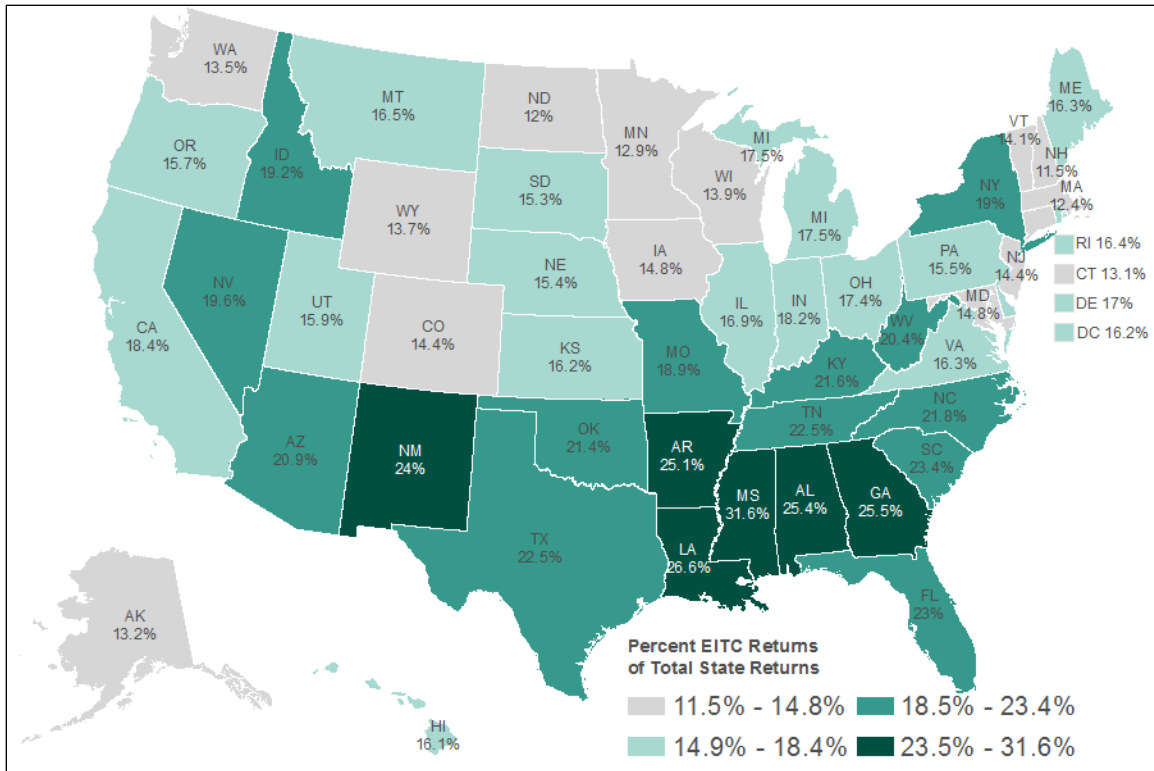 WA
13.5%
MT
16.5%
ND
12%
MN
12.9%
ME
16.3%
VT
14.1%
NH
11.5%
MA
12.4%
OR
15.7%
ID
19.2%
WY
13.7%
SD
15.3%
WI
13.9%
MI
17.5%
MI
17.5%
NY
19%
RI 16.4%
CT 13.1%
DE 17%
DC 16.2%
NV
19.6%
UT
15.9%
CO
14.4%
NE
15.4%
IA
14.8%
IL
16.9%
IN
18.2%
OH
17.4%
PA
15.5%
NJ
14.4%
MD
14.8%
CA
18.4%
KS
16.2%
MO
18.9%
KY
21.6%
WV
20.4%
VA
16.3%
AZ
20.9%
NM
24%
OK
21.4%
AR
25.1%
TN
22.5%
NC
21.8%
SC
23.4%
TX
22.5%
LA
26.6%
MS
31.6%
AL
25.4%
GA
25.5%
FL
23%
AK
13.2%
HI
16.1%
Percent EITC Returns
of Total State Returns
11.5% - 14.8%
18.5% - 23.4%
14.9% - 18.4%
23.5% - 31.6%